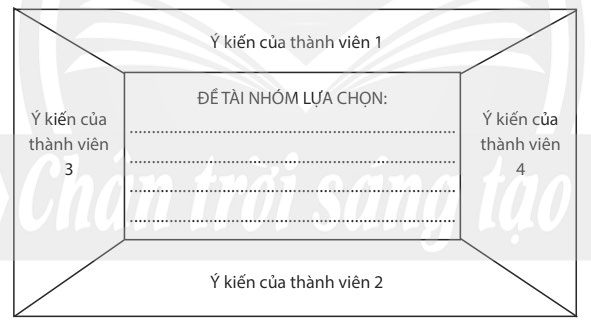 Ý kiến của thành viên 1
ĐỀ TÀI NHÓM LỰA CHỌN:
Ý kiến của
thành viên
3
Ý kiến của
thành viên
4
Ý kiến của thành viên 2
Chân trời sáng tạo